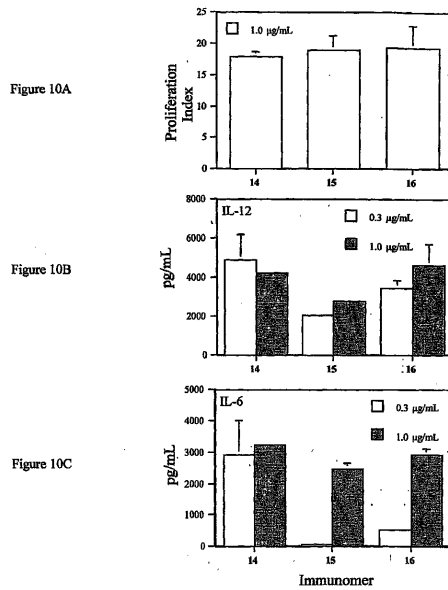 Figure 10A
Proliferation
Index
25
20
15
10
5
0
1.0 µg/mL
14 15 16
Figure 10B
pg/mL
8000
6000
4000
2000
0
IL-12
0.3 µg/mL
1.0 µg/mL
14 15 16
Figure 10C
pg/mL
5000
4000
3000
2000
1000
0
IL-6
0.3 µg/mL
1.0 µg/mL
14 15 16
Immunomer